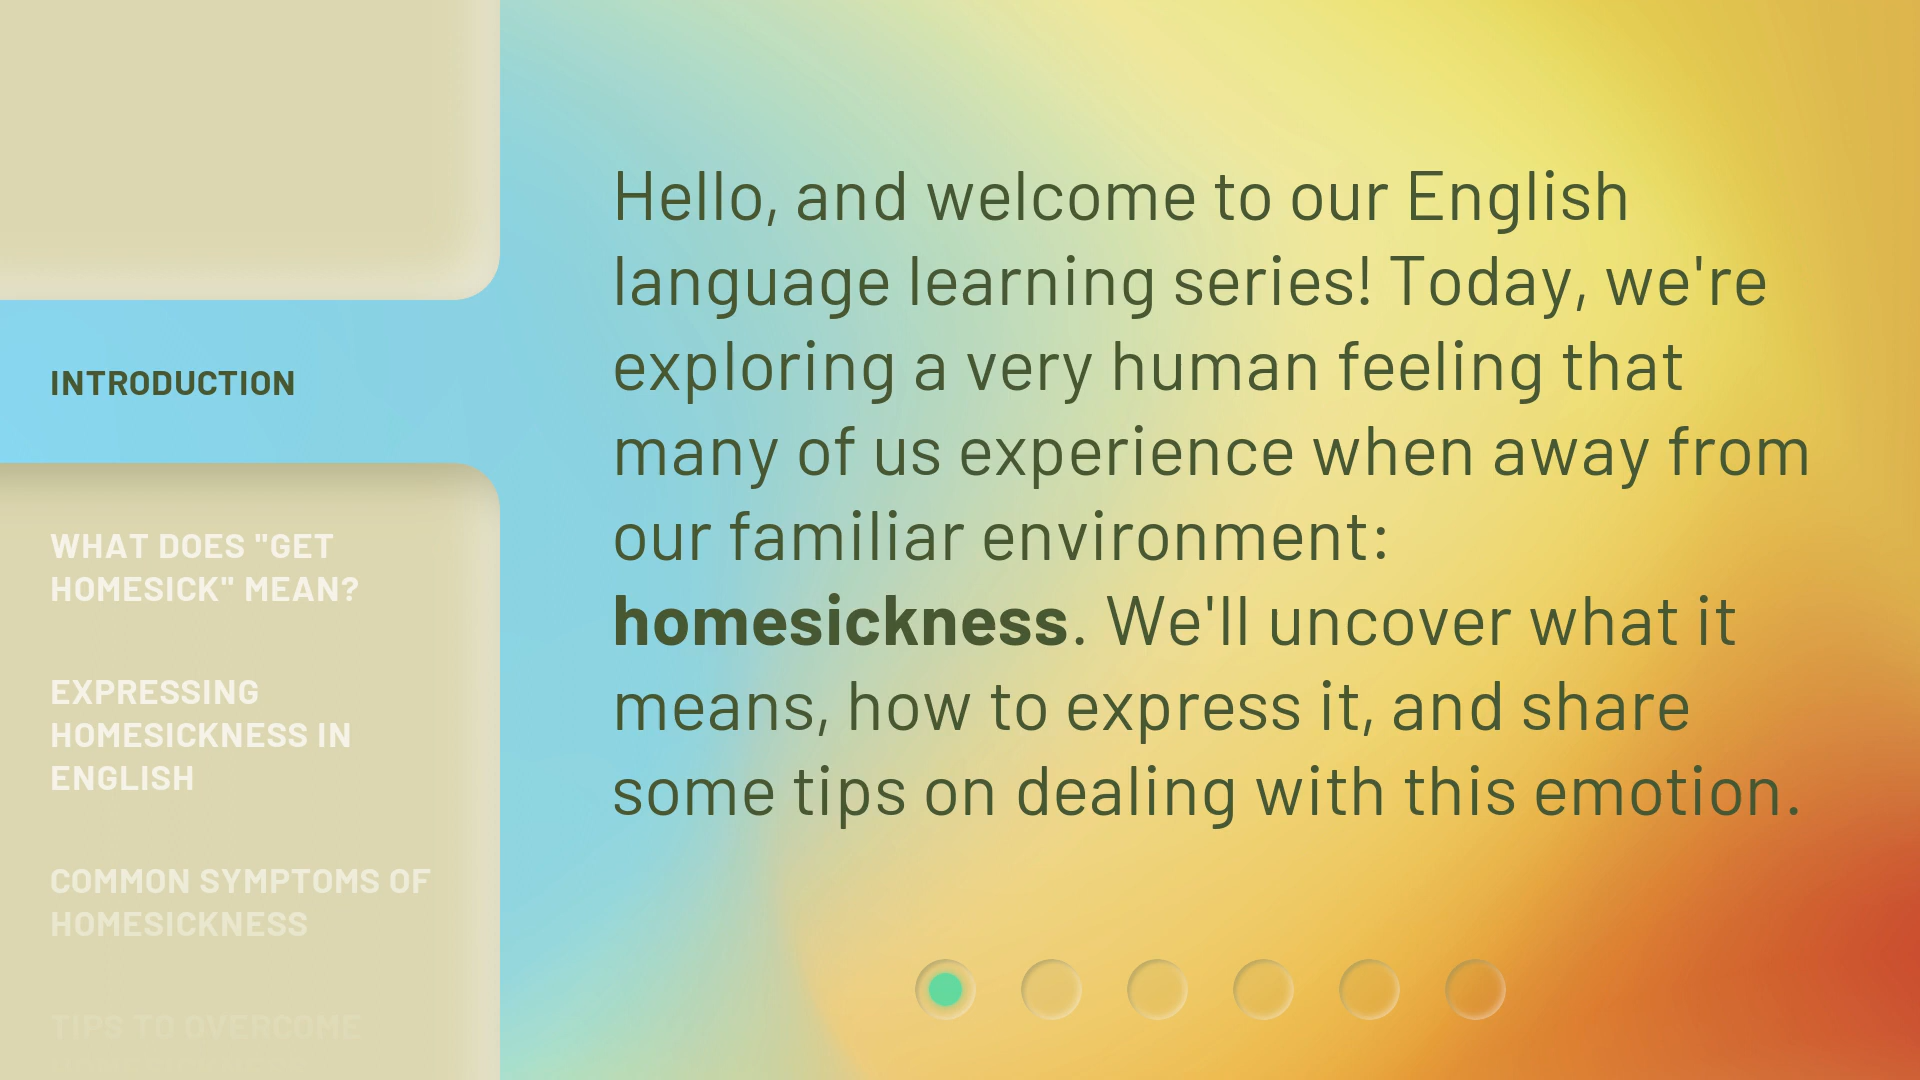 INTRODUCTION
WHAT DOES "GET
HOMESICK" MEAN?
EXPRESSING
HOMESICKNESS IN
ENGLISH
COMMON SYMPTOMS OF
HOMESICKNESS
TIPS TO OVERCOME
Hello, and welcome to our English
language learning series! Today, we're
exploring a very human feeling that
many of us experience when away from
our familiar environment:
homesickness. We'll uncover what it
means, how to express it, and share
some tips on dealing with this emotion.